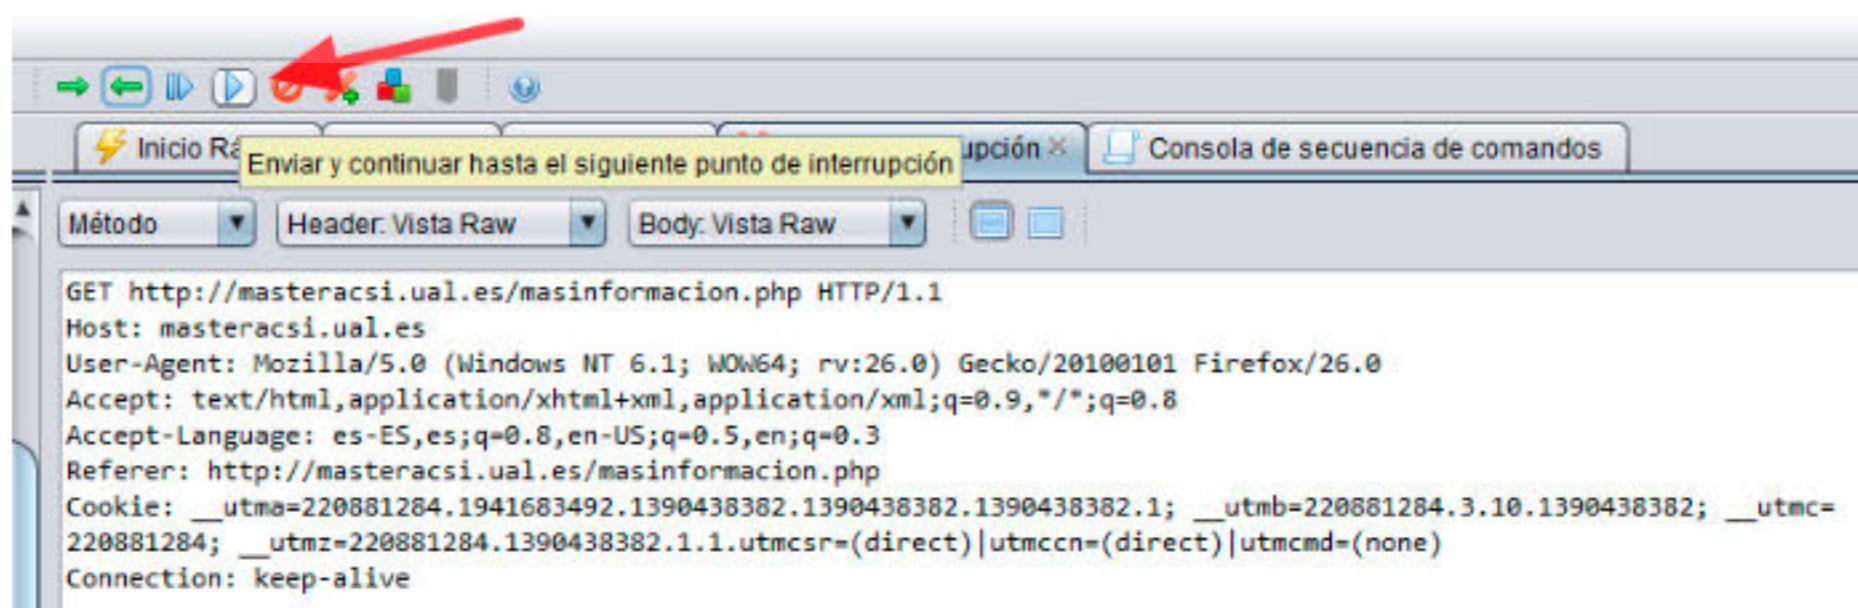 Inicio Rá
Enviar y continuar hasta el siguiente punto de interrupción
upción
Consola de secuencia de comandos
Método
Header: Vista Raw
Body: Vista Raw
GET http://masteracsi.ual.es/masinformacion.php HTTP/1.1
Host: masteracsi.ual.es
User-Agent: Mozilla/5.0 (Windows NT 6.1; WOW64; rv:26.0) Gecko/20100101 Firefox/26.0
Accept: text/html,application/xhtml+xml,application/xml;q=0.9,*/*;q=0.8
Accept-Language: es-ES,es;q=0.8,en-US;q=0.5,en;q=0.3
Referer: http://masteracsi.ual.es/masinformacion.php
Cookie: __utma=220881284.1941683492.1390438382.1390438382.1390438382.1; __utmb=220881284.3.10.1390438382; __utmc=
220881284; __utmz=220881284.1390438382.1.1.utmcsr=(direct)|utmccn=(direct)|utmcmd=(none)
Connection: keep-alive